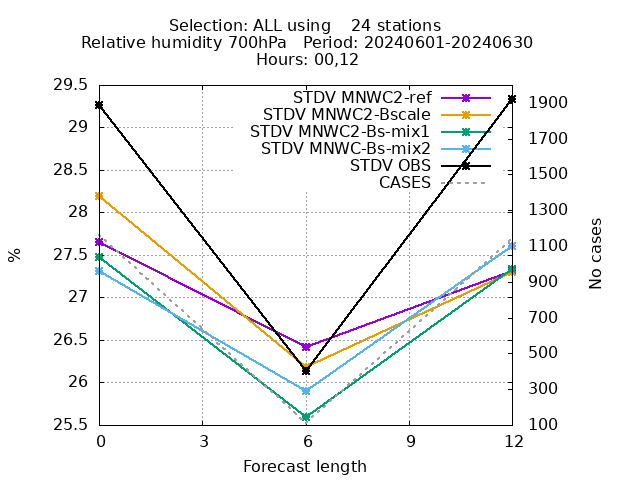 Selection: ALL using    24 stations
Relative humidity 700hPa   Period: 20240601-20240630
Hours: 00,12
STDV MNWC2-ref
STDV MNWC2-Bscale
STDV MNWC2-Bs-mix1
STDV MNWC-Bs-mix2
STDV OBS
CASES
29.5
29
28.5
28
27.5
27
26.5
26
25.5
%
1900
1700
1500
1300
1100
900
700
500
300
100
No cases
0 3 6 9 12
Forecast length